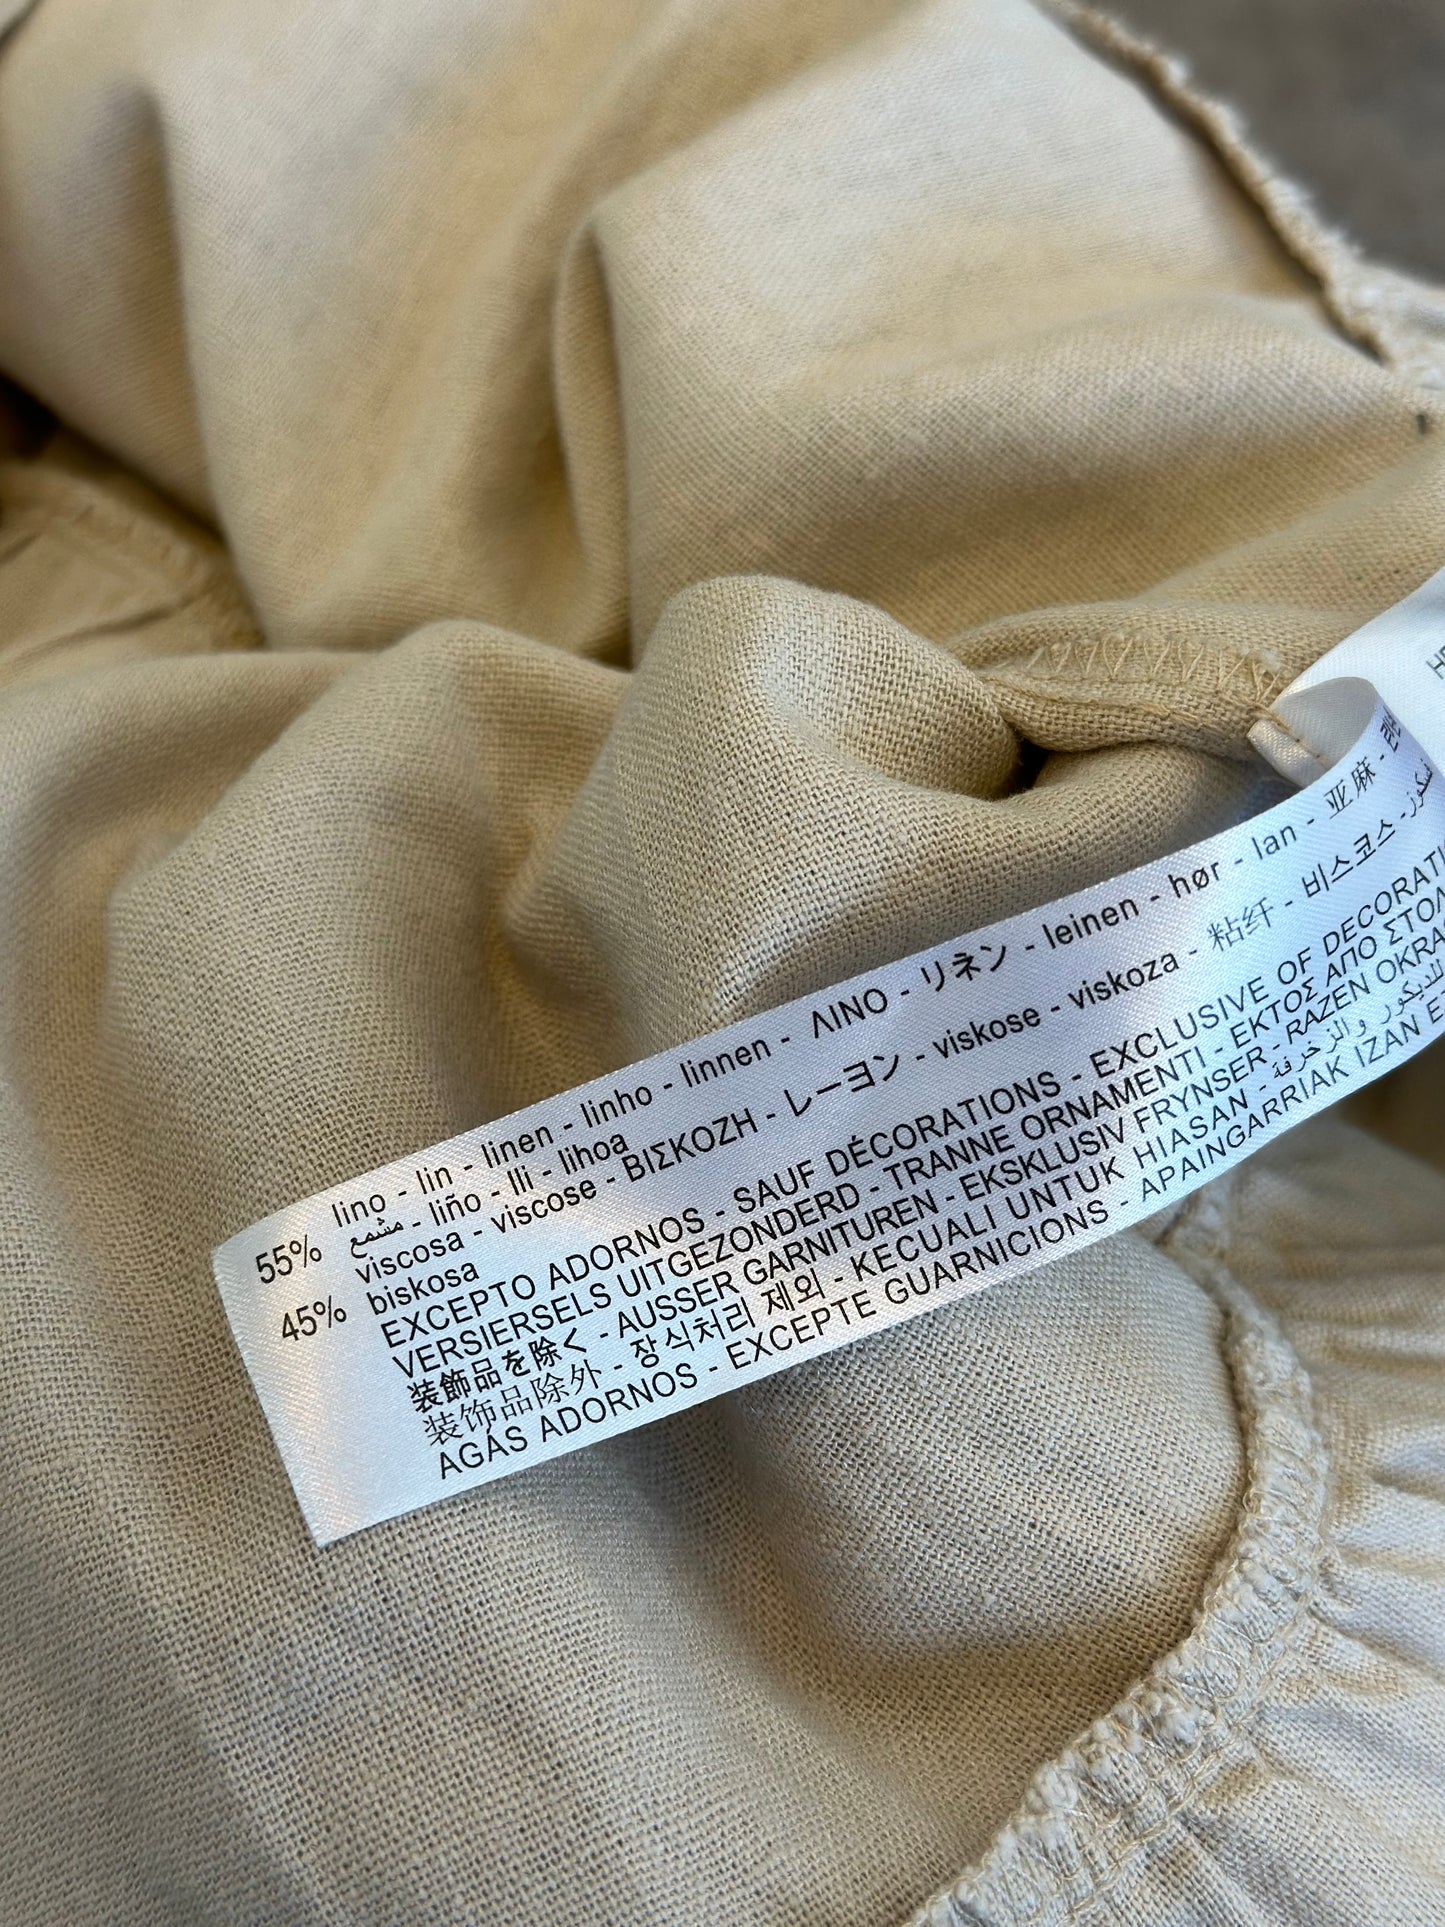 55% lino - lin - linen - linho - linnen - ΛΙΝΟ - リネン - leinen - hør - lan - 亚麻 -
مشمع - liño - lli - lihoa
45% viscosa - viscose - ΒΙΣΚΟΖΗ - レーヨン - viskose - viskoza - 粘纤 - 비스코스 - فسكوز
biskosa
EXCEPTO ADORNOS - SAUF DÉCORATIONS - EXCLUSIVE OF
VERSIERSELS UITGEZONDERD - TRANNE ORNAMENTI - ΕΚΤΟΣ ΑΠΟ
装飾品を除く - AUSSER GARNITUREN - EKSKLUSIV FRYNSER - RAZEN
装饰品除外 - 장식처리 제외 - KECUALI UNTUK HIASAN - للديكور والزخرفة
AGÁS ADORNOS - EXCEPTE GUARNICIONS - APAINGARRIAK IZAN